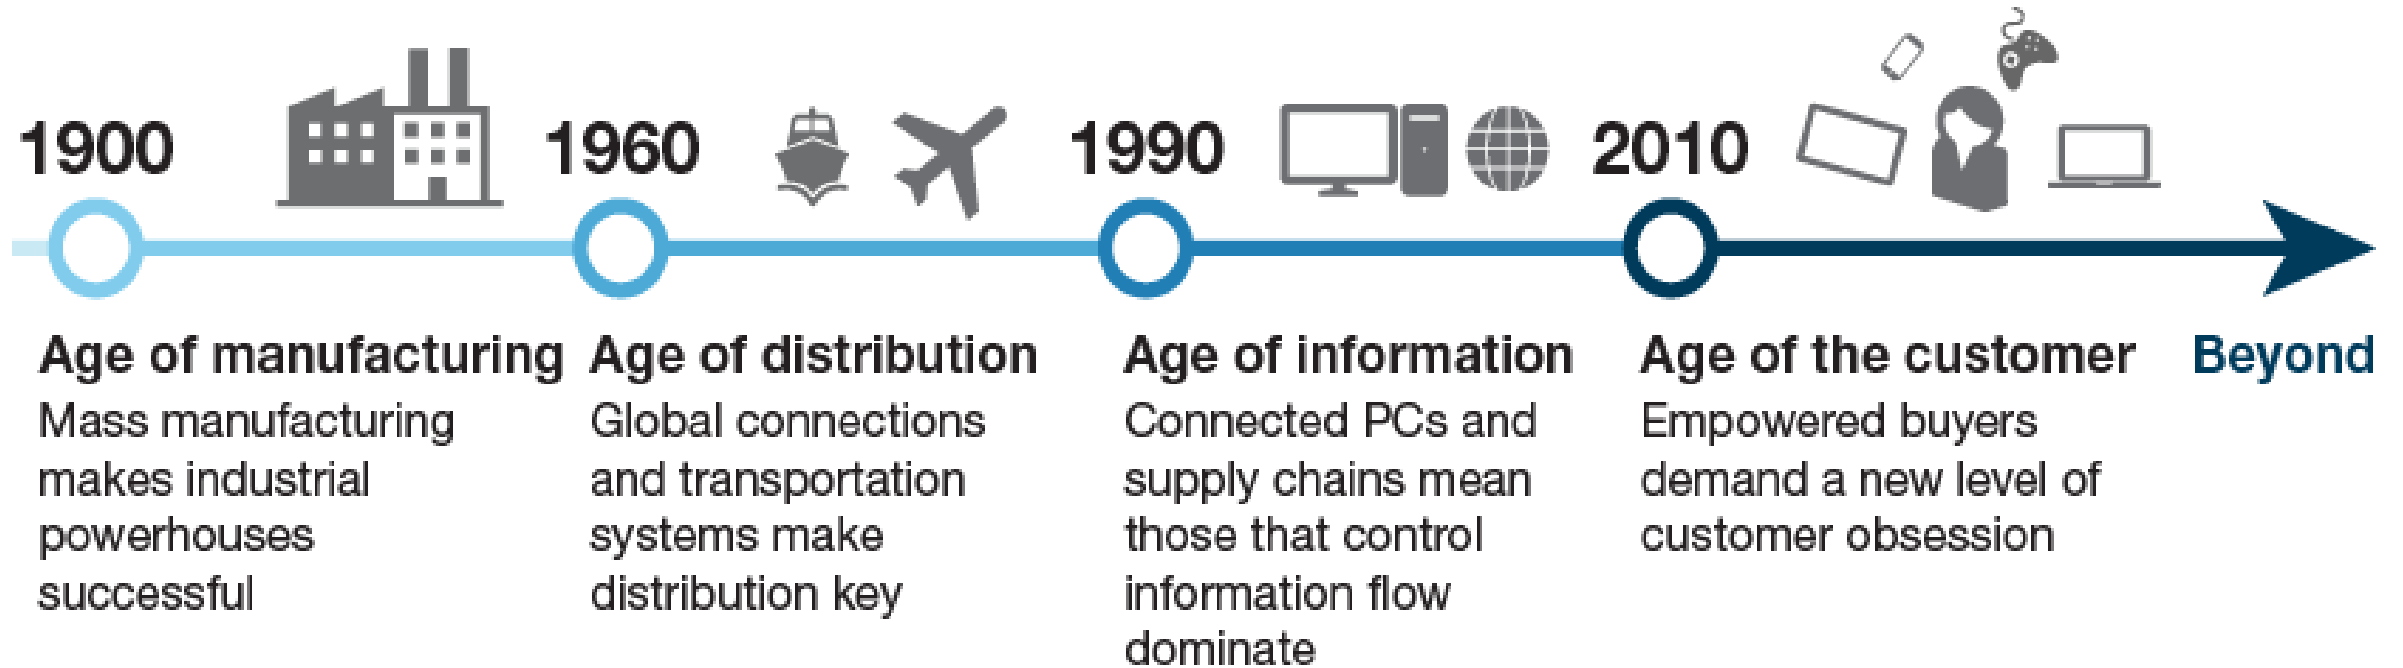 1900
1960
1990
2010
Age of manufacturing
Mass manufacturing
makes industrial
powerhouses
successful
Age of distribution
Global connections
and transportation
systems make
distribution key
Age of information
Connected PCs and
supply chains mean
those that control
information flow
dominate
Age of the customer
Empowered buyers
demand a new level of
customer obsession
Beyond